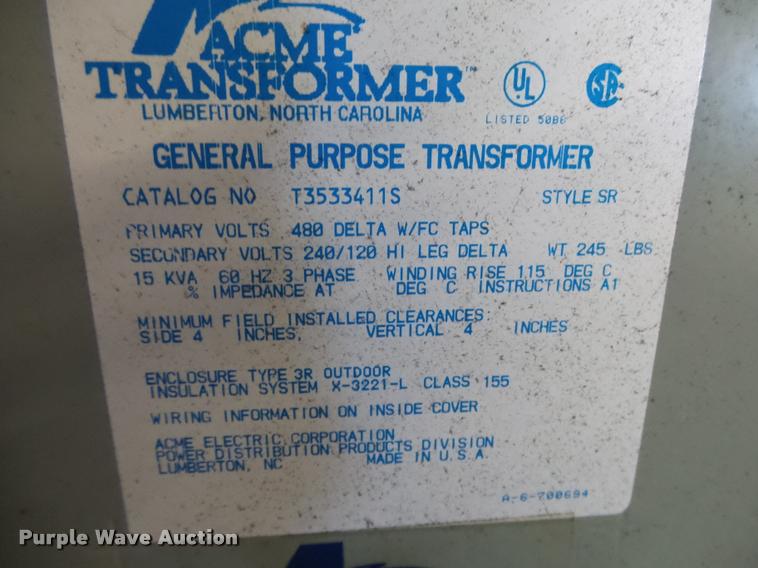 ACME
TRANSFORMER™
UL
SA
LUMBERTON, NORTH CAROLINA
LISTED 50B6
GENERAL PURPOSE TRANSFORMER
CATALOG NO T3533411S STYLE SR
PRIMARY VOLTS 480 DELTA W/FC TAPS
SECONDARY VOLTS 240/120 HI LEG DELTA WT 245 LBS
15 KVA 60 HZ 3 PHASE WINDING RISE 115 DEG C
% IMPEDANCE AT DEG C INSTRUCTIONS A1
MINIMUM FIELD INSTALLED CLEARANCES:
SIDE 4 INCHES, VERTICAL 4 INCHES
ENCLOSURE TYPE 3R OUTDOOR
INSULATION SYSTEM X-3221-L CLASS 155
WIRING INFORMATION ON INSIDE COVER
ACME ELECTRIC CORPORATION
POWER DISTRIBUTION PRODUCTS DIVISION
LUMBERTON, NC MADE IN U.S.A.
A-6-700694
Purple Wave Auction